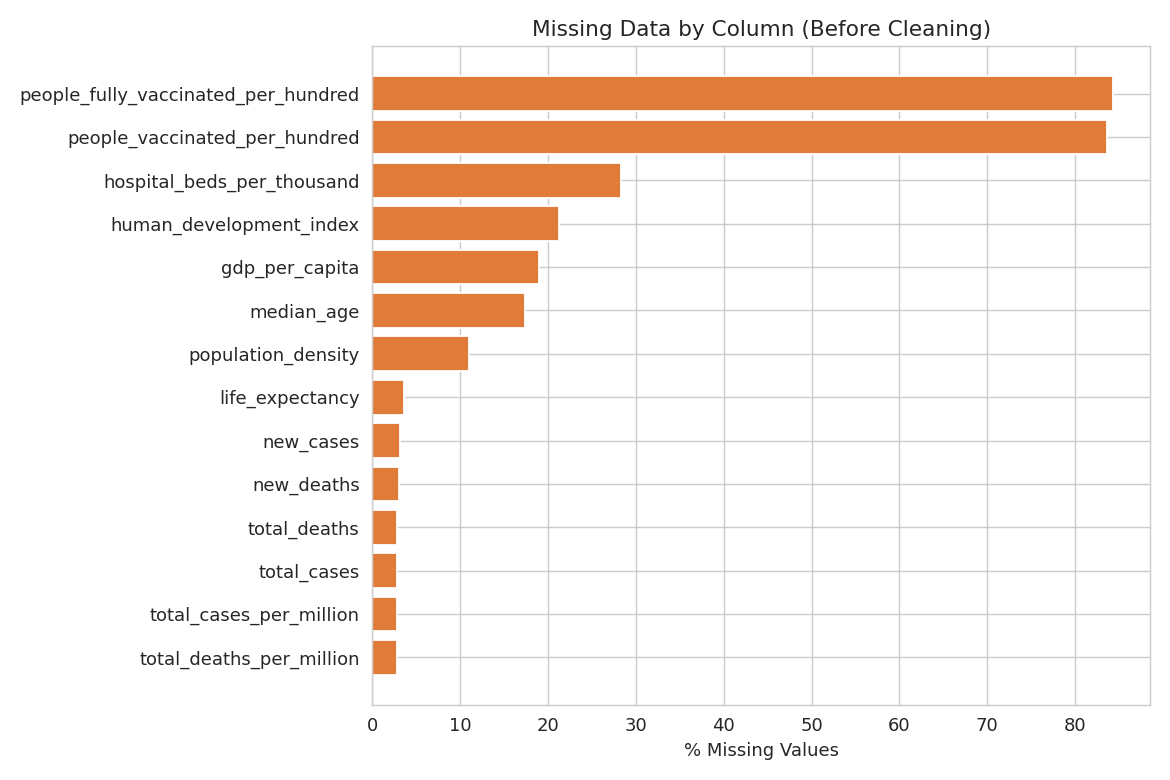 Missing Data by Column (Before Cleaning)
people_fully_vaccinated_per_hundred
people_vaccinated_per_hundred
hospital_beds_per_thousand
human_development_index
gdp_per_capita
median_age
population_density
life_expectancy
new_cases
new_deaths
total_deaths
total_cases
total_cases_per_million
total_deaths_per_million
0 10 20 30 40 50 60 70 80
% Missing Values